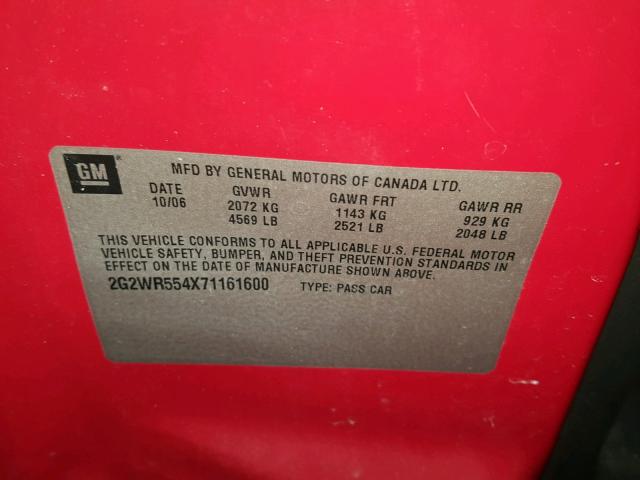 GM
MFD BY GENERAL MOTORS OF CANADA LTD.
DATE GVWR GAWR FRT GAWR RR
10/06 2072 KG 1143 KG 929 KG
4569 LB 2521 LB 2048 LB
THIS VEHICLE CONFORMS TO ALL APPLICABLE U.S. FEDERAL MOTOR
VEHICLE SAFETY, BUMPER, AND THEFT PREVENTION STANDARDS IN
EFFECT ON THE DATE OF MANUFACTURE SHOWN ABOVE.
2G2WR554X71161600 TYPE: PASS CAR